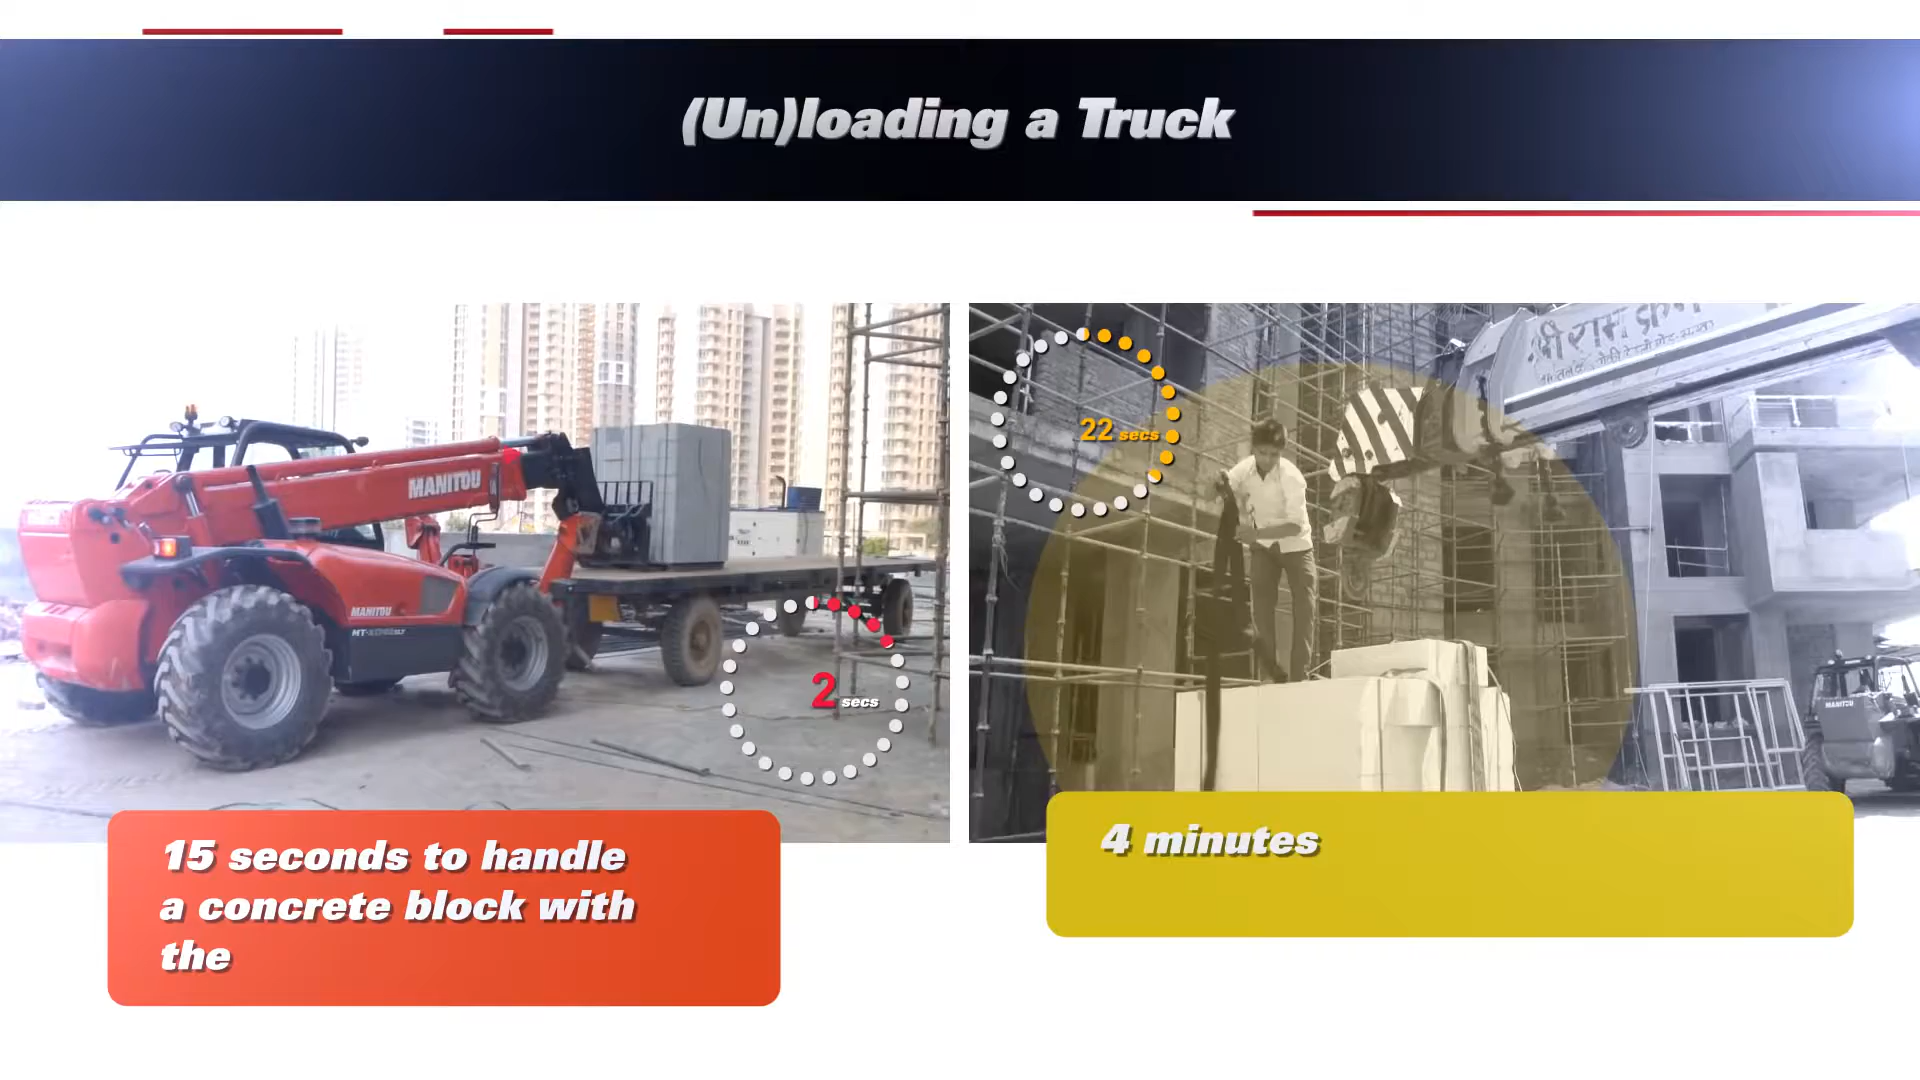 (Un)loading a Truck
MANITOU
MANITOU
2 secs
15 seconds to handle
a concrete block with
the
22 secs
श्री राम क्रेन
MANITOU
4 minutes